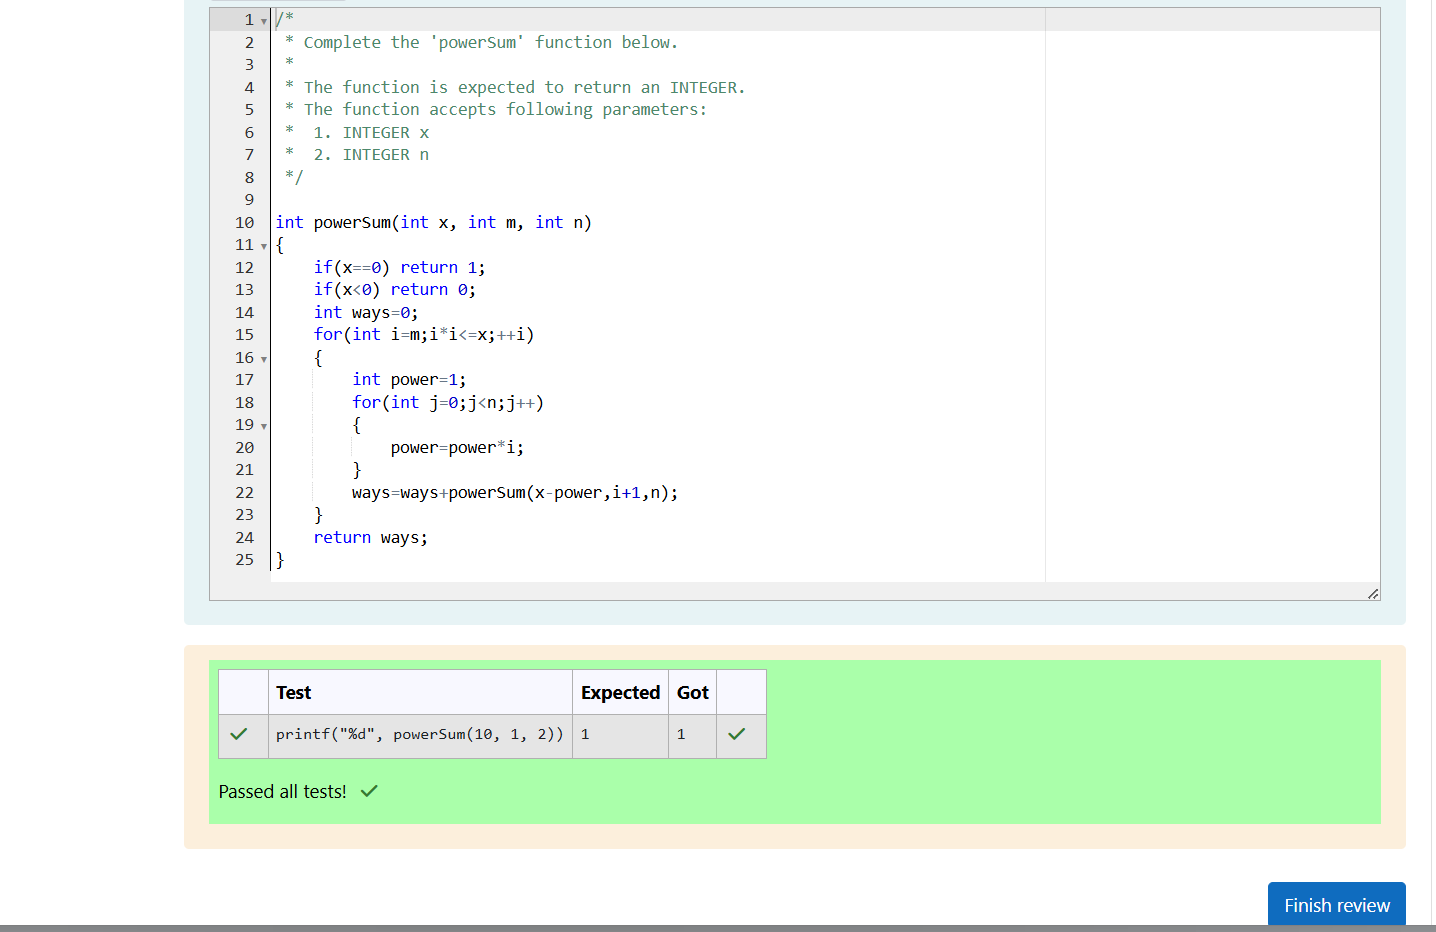 1 /*
2  * Complete the 'powerSum' function below.
3  *
4  * The function is expected to return an INTEGER.
5  * The function accepts following parameters:
6  *  1. INTEGER x
7  *  2. INTEGER n
8  */
9
10 int powerSum(int x, int m, int n)
11 {
12     if(x==0) return 1;
13     if(x<0) return 0;
14     int ways=0;
15     for(int i=m;i*i<=x;++i)
16     {
17         int power=1;
18         for(int j=0;j<n;j++)
19         {
20             power=power*i;
21         }
22         ways=ways+powerSum(x-power,i+1,n);
23     }
24     return ways;
25 }
Test Expected Got
printf("%d", powerSum(10, 1, 2)) 1 1
Passed all tests!
Finish review